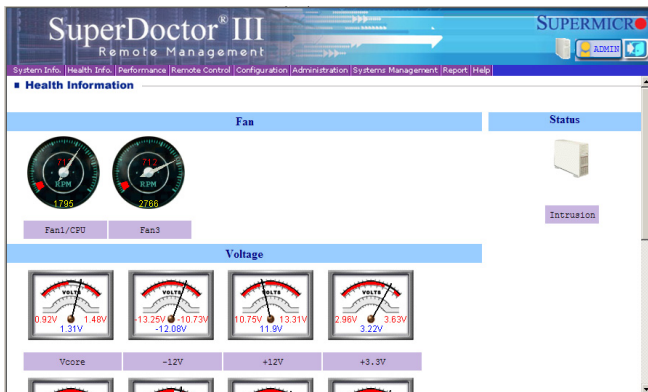 SuperDoctor® III
Remote Management
SUPERMICRO
ADMIN
System Info. Health Info. Performance Remote Control Configuration Administration Systems Management Report Help
Health Information
Fan
Status
712
RPM
1795
712
RPM
2766
Fan1/CPU
Fan3
Intrusion
Voltage
VOLTS
0.92V 1.48V
1.31V
VOLTS
-13.25V -10.73V
-12.08V
VOLTS
10.75V 13.31V
11.9V
VOLTS
2.96V 3.63V
3.22V
Vcore
-12V
+12V
+3.3V